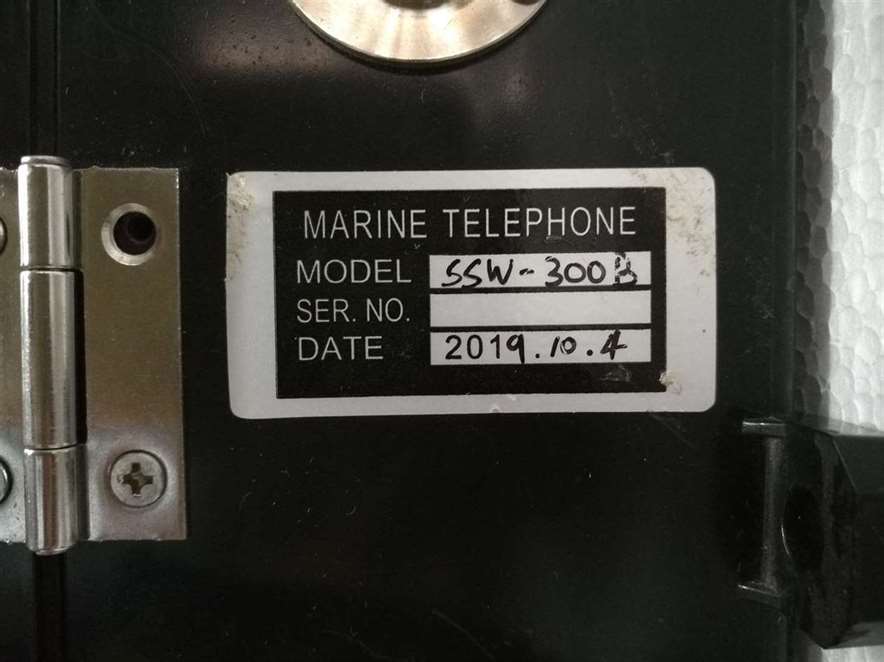 MARINE TELEPHONE
MODEL SSW-300B
SER. NO.
DATE 2019.10.4